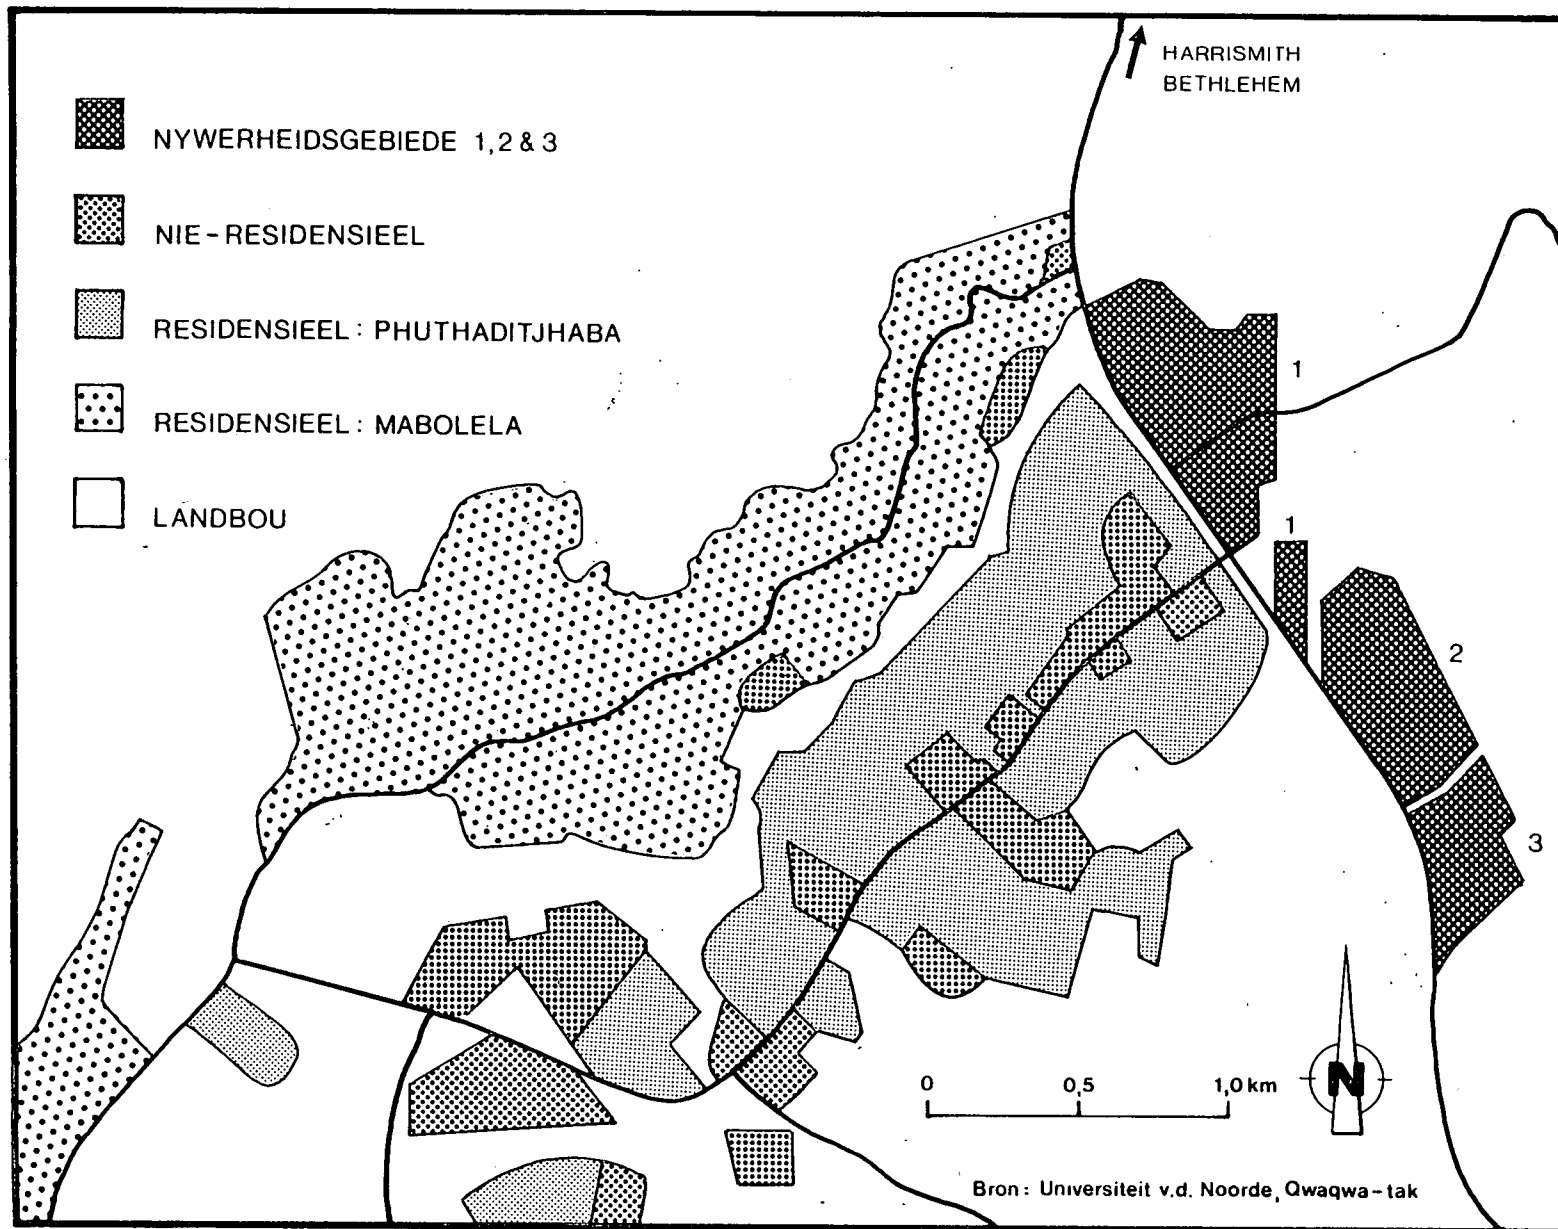 HARRISMITH
BETHLEHEM
NYWERHEIDSGEBIEDE 1,2 & 3
NIE-RESIDENSIEEL
RESIDENSIEEL: PHUTHADITJHABA
RESIDENSIEEL: MABOLELA
LANDBOU
1
1
2
3
0 0,5 1,0 km
N
Bron: Universiteit v.d. Noorde, Qwaqwa-tak